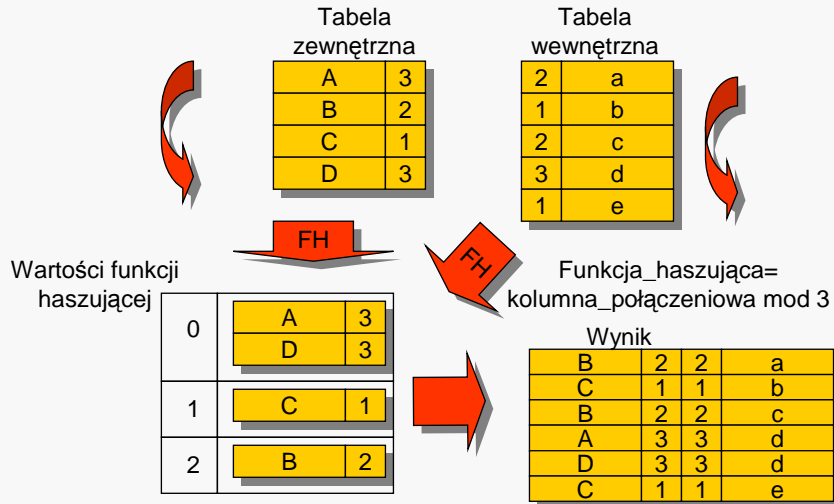 Tabela
zewnętrzna
Tabela
wewnętrzna
A 3
B 2
C 1
D 3
2 a
1 b
2 c
3 d
1 e
FH
FH
Wartości funkcji
haszującej
Funkcja_haszująca=
kolumna_połączeniowa mod 3
0
A 3
D 3
1
C 1
2
B 2
Wynik
B 2 2 a
C 1 1 b
B 2 2 c
A 3 3 d
D 3 3 d
C 1 1 e